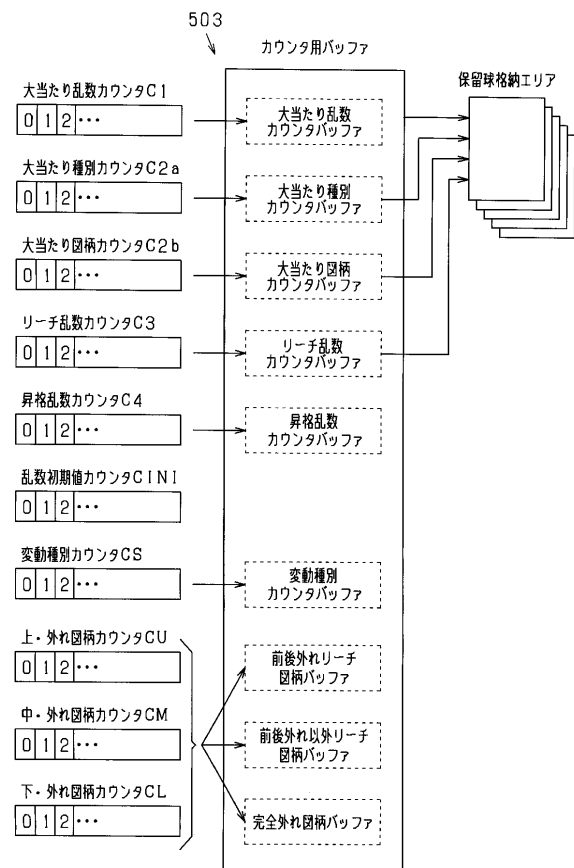 503
カウンタ用バッファ
保留球格納エリア
大当たり乱数カウンタC1
0 1 2 ・・・
大当たり乱数
カウンタバッファ
大当たり種別カウンタC2a
0 1 2 ・・・
大当たり種別
カウンタバッファ
大当たり図柄カウンタC2b
0 1 2 ・・・
大当たり図柄
カウンタバッファ
リーチ乱数カウンタC3
0 1 2 ・・・
リーチ乱数
カウンタバッファ
昇格乱数カウンタC4
0 1 2 ・・・
昇格乱数
カウンタバッファ
乱数初期値カウンタCINI
0 1 2 ・・・
変動種別カウンタCS
0 1 2 ・・・
変動種別
カウンタバッファ
上・外れ図柄カウンタCU
0 1 2 ・・・
前後外れリーチ
図柄バッファ
中・外れ図柄カウンタCM
0 1 2 ・・・
前後外れ以外リーチ
図柄バッファ
下・外れ図柄カウンタCL
0 1 2 ・・・
完全外れ図柄バッファ